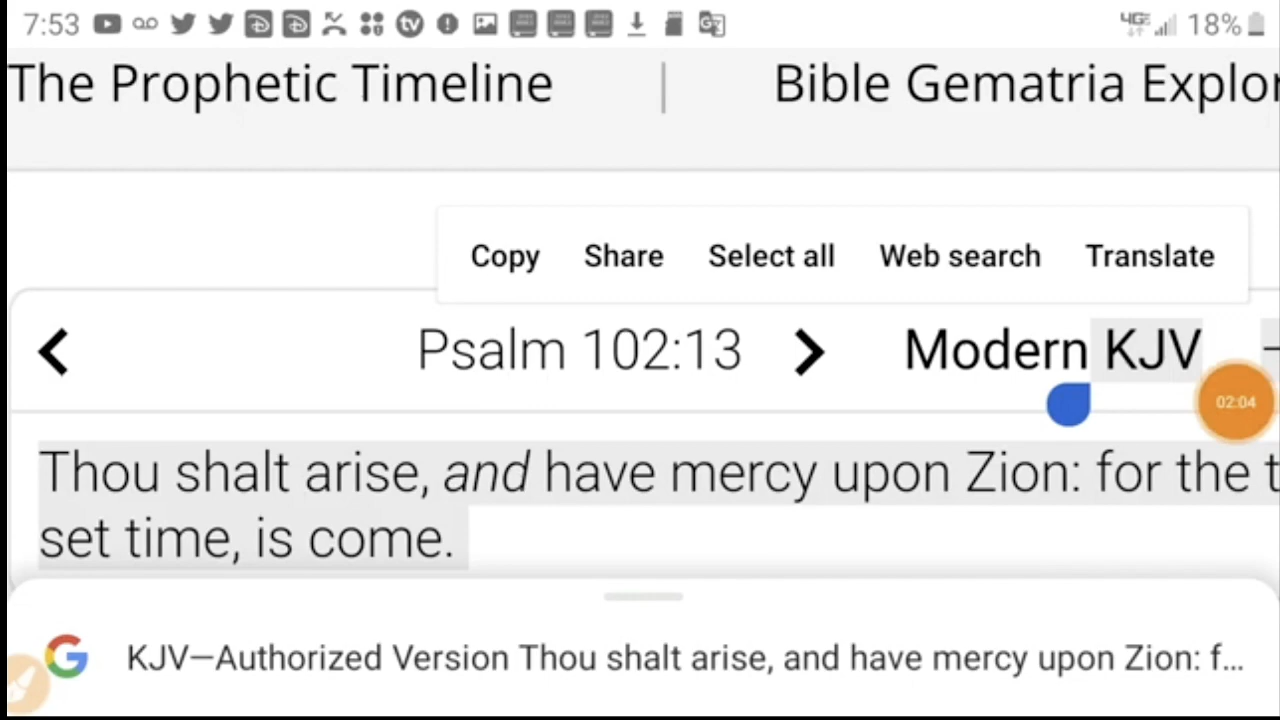 7:53 18%
The Prophetic Timeline | Bible Gematria Explor
Copy Share Select all Web search Translate
Psalm 102:13 Modern KJV
02:04
Thou shalt arise, and have mercy upon Zion: for the t
set time, is come.
KJV—Authorized Version Thou shalt arise, and have mercy upon Zion: f...